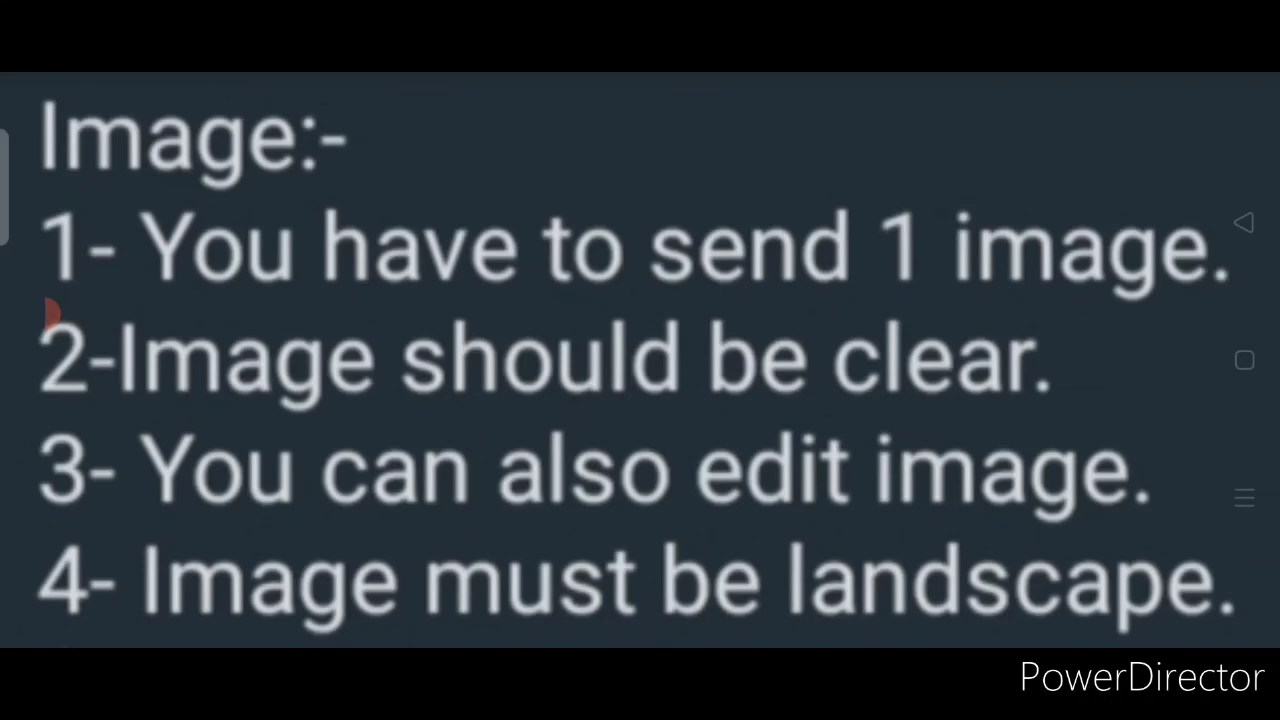 Image:-
1- You have to send 1 image.
2-Image should be clear.
3- You can also edit image.
4- Image must be landscape.
PowerDirector